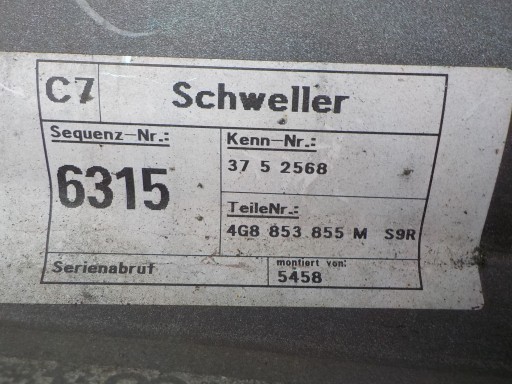 C7 Schweller
Sequenz-Nr.:
6315
Kenn-Nr.:
37 5 2568
TeileNr.:
4G8 853 855 M S9R
Serienabruf
montiert von:
5458